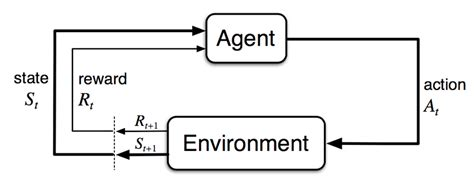 Agent
state
S_t
reward
R_t
action
A_t
R_{t+1}
S_{t+1}
Environment